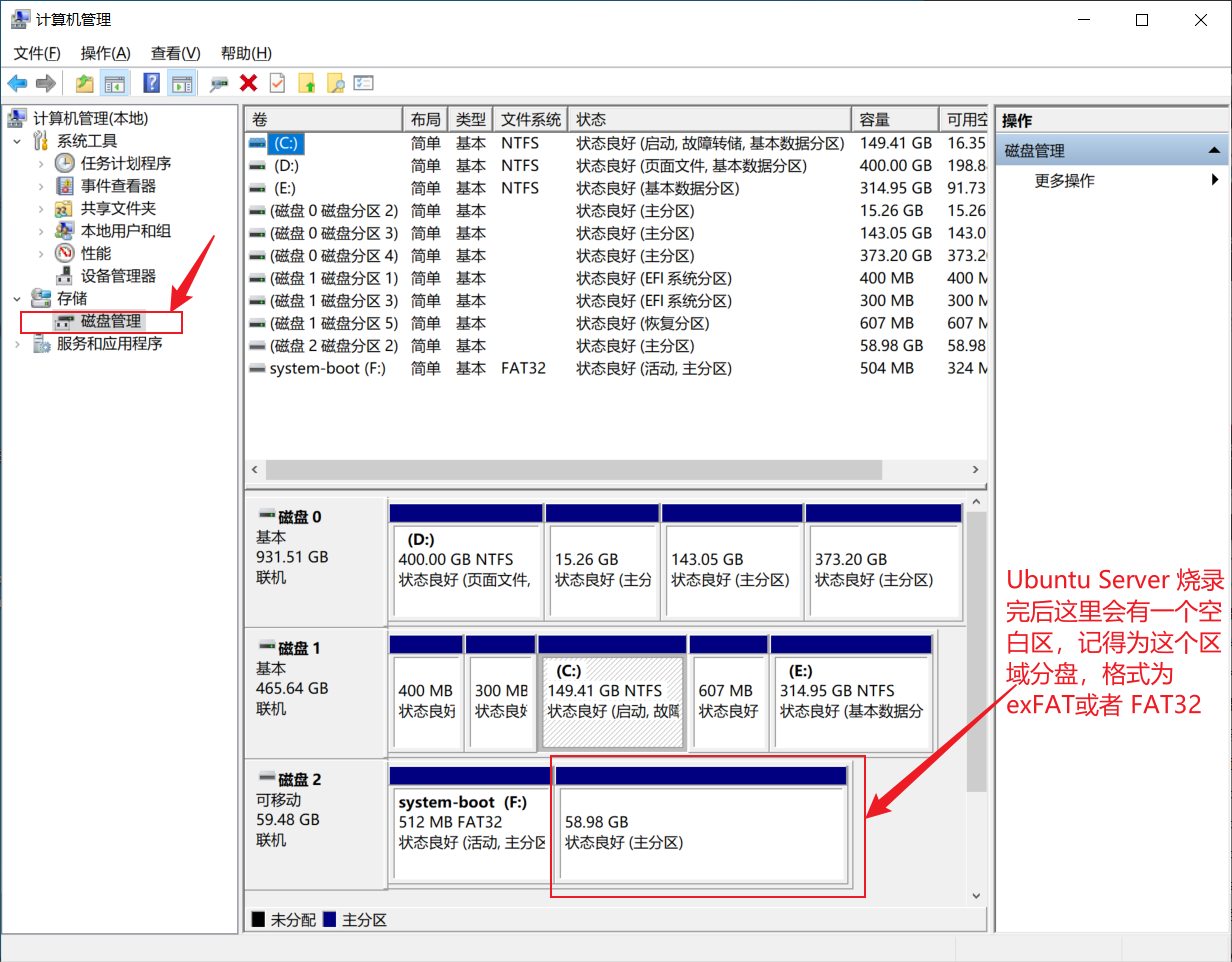 计算机管理
文件(F) 操作(A) 查看(V) 帮助(H)
计算机管理(本地)
系统工具
任务计划程序
事件查看器
共享文件夹
本地用户和组
性能
设备管理器
存储
磁盘管理
服务和应用程序
卷 布局 类型 文件系统 状态 容量 可用空
(C:) 简单 基本 NTFS 状态良好 (启动, 故障转储, 基本数据分区) 149.41 GB 16.35
(D:) 简单 基本 NTFS 状态良好 (页面文件, 基本数据分区) 400.00 GB 198.8
(E:) 简单 基本 NTFS 状态良好 (基本数据分区) 314.95 GB 91.73
(磁盘 0 磁盘分区 2) 简单 基本 状态良好 (主分区) 15.26 GB 15.26
(磁盘 0 磁盘分区 3) 简单 基本 状态良好 (主分区) 143.05 GB 143.0
(磁盘 0 磁盘分区 4) 简单 基本 状态良好 (主分区) 373.20 GB 373.2
(磁盘 1 磁盘分区 1) 简单 基本 状态良好 (EFI 系统分区) 400 MB 400 M
(磁盘 1 磁盘分区 3) 简单 基本 状态良好 (EFI 系统分区) 300 MB 300 M
(磁盘 1 磁盘分区 5) 简单 基本 状态良好 (恢复分区) 607 MB 607 M
(磁盘 2 磁盘分区 2) 简单 基本 状态良好 (主分区) 58.98 GB 58.98
system-boot (F:) 简单 基本 FAT32 状态良好 (活动, 主分区) 504 MB 324 M
磁盘 0
基本
931.51 GB
联机
(D:)
400.00 GB NTFS
状态良好 (页面文件,
15.26 GB
状态良好 (主分
143.05 GB
状态良好 (主分区)
373.20 GB
状态良好 (主分区)
磁盘 1
基本
465.64 GB
联机
400 MB
状态良好
300 MB
状态良好
(C:)
149.41 GB NTFS
状态良好 (启动, 故障
607 MB
状态良好
(E:)
314.95 GB NTFS
状态良好 (基本数据分
磁盘 2
可移动
59.48 GB
联机
system-boot (F:)
512 MB FAT32
状态良好 (活动, 主分区
58.98 GB
状态良好 (主分区)
未分配 主分区
操作
磁盘管理
更多操作
Ubuntu Server 烧录
完后这里会有一个空
白区，记得为这个区
域分盘，格式为
exFAT或者 FAT32